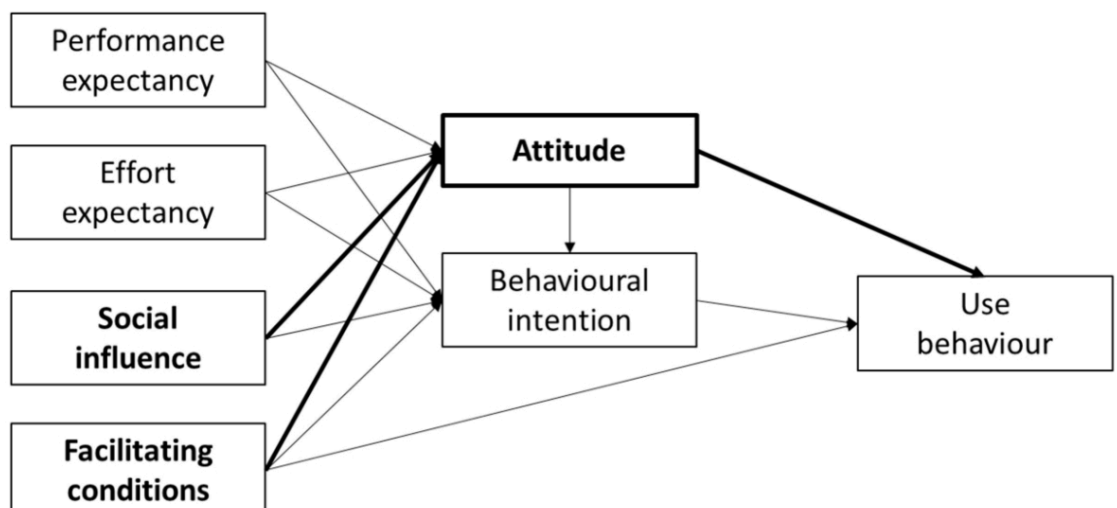 Performance
expectancy
Effort
expectancy
Social
influence
Facilitating
conditions
Attitude
Behavioural
intention
Use
behaviour